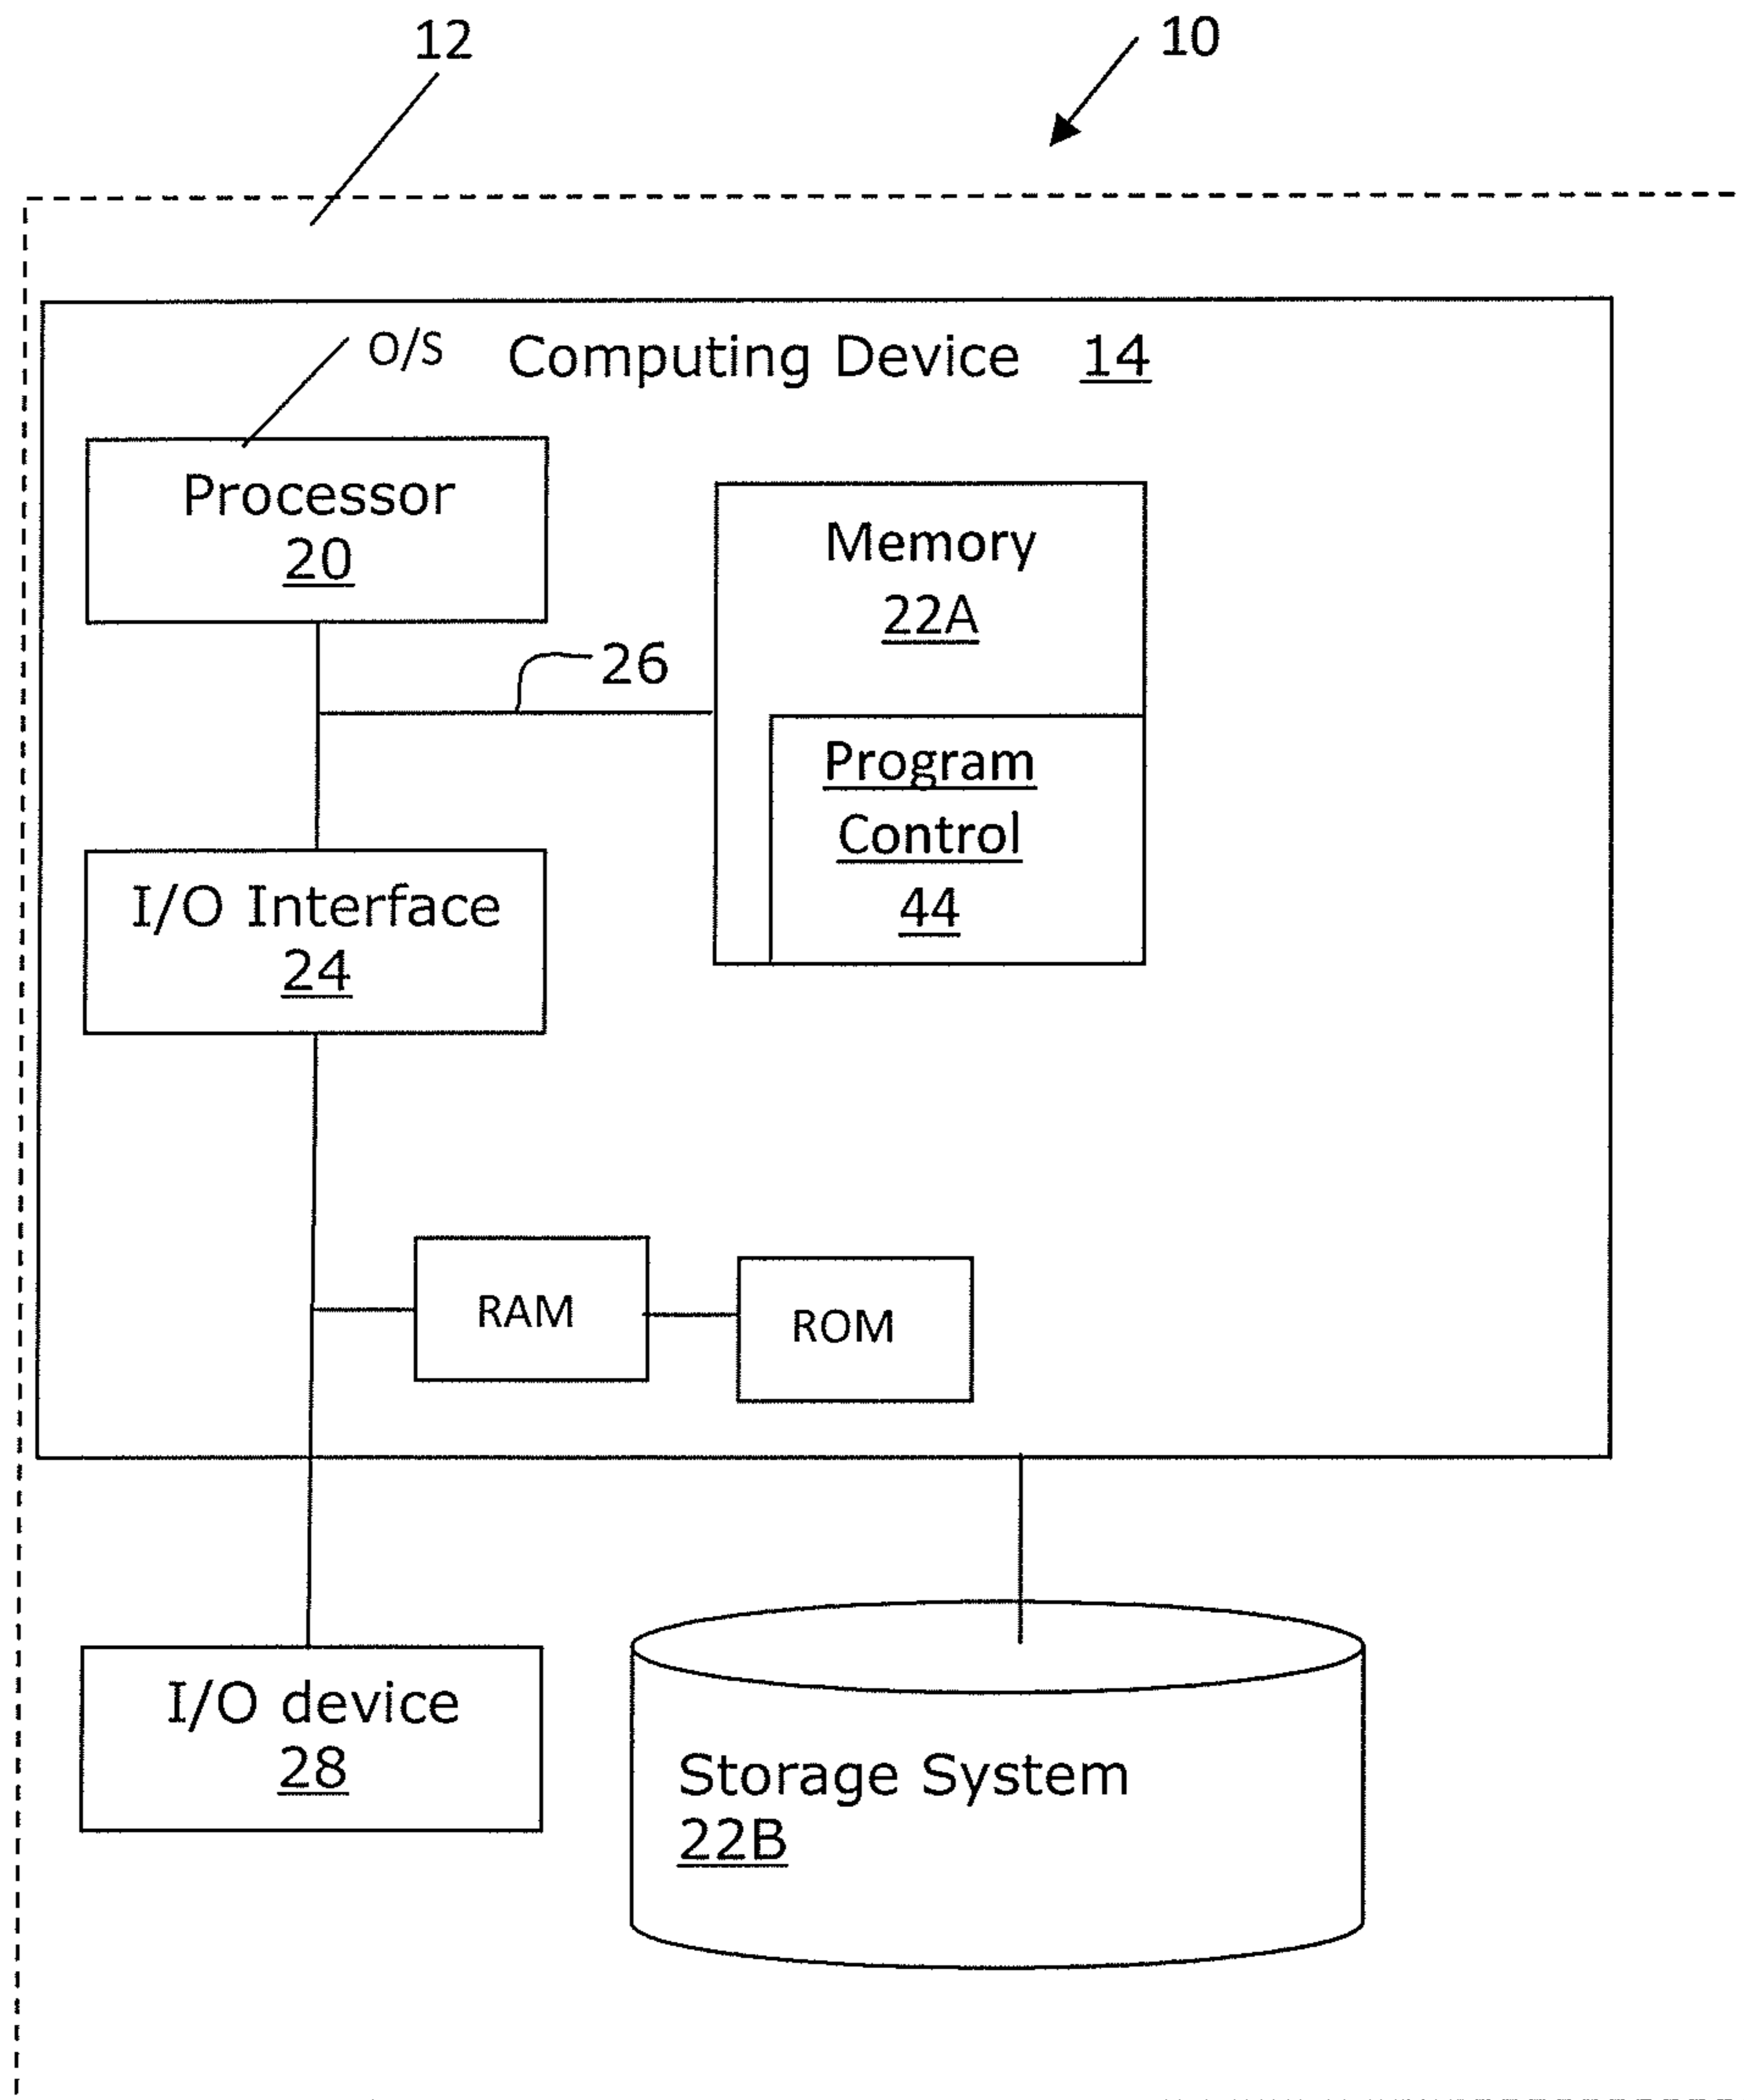 12
10
O/S
Computing Device 14
Processor
20
Memory
22A
26
Program
Control
44
I/O Interface
24
RAM
ROM
I/O device
28
Storage System
22B